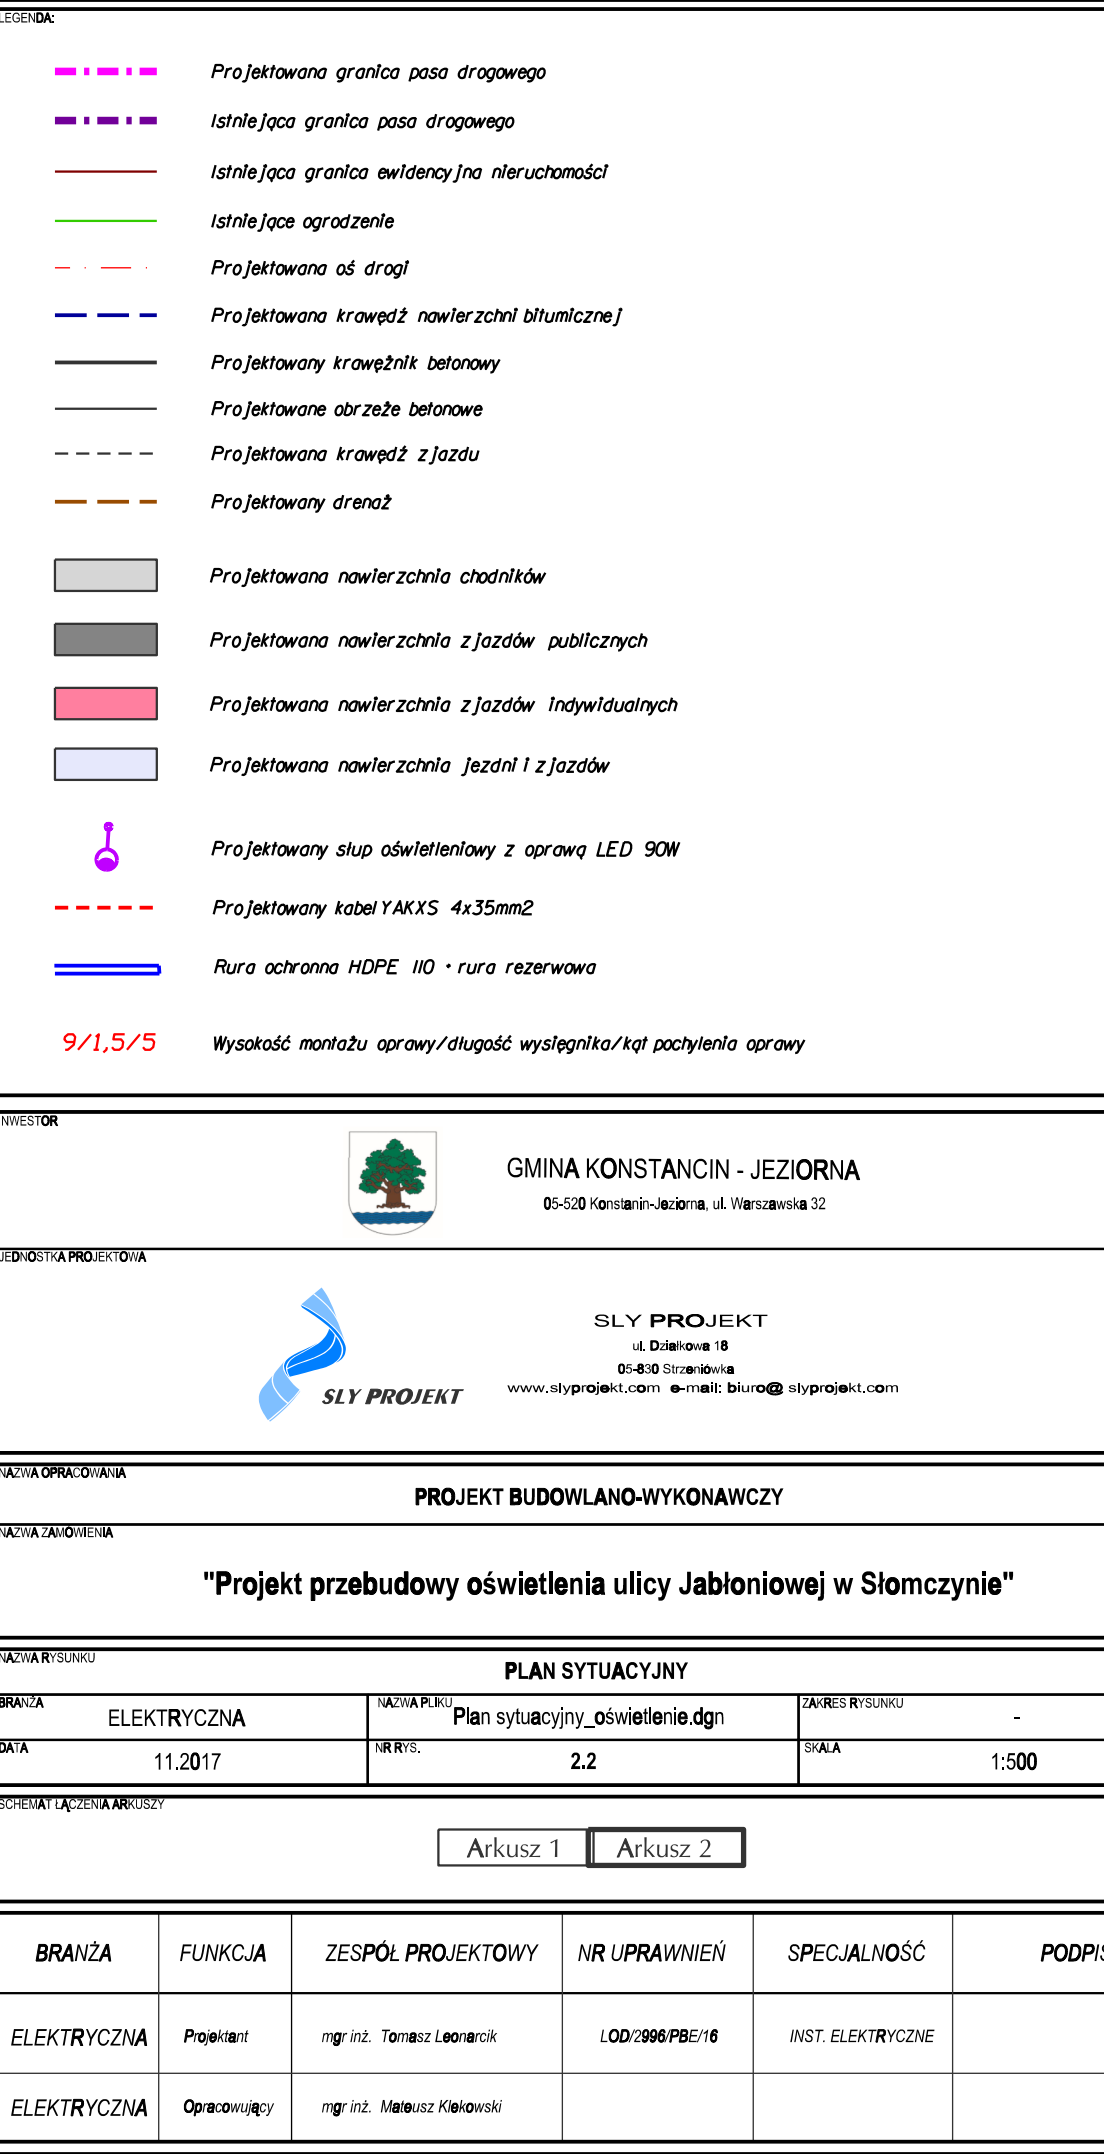 LEGENDA:
Projektowana granica pasa drogowego
Istniejąca granica pasa drogowego
Istniejąca granica ewidencyjna nieruchomości
Istniejące ogrodzenie
Projektowana oś drogi
Projektowana krawędź nawierzchni bitumicznej
Projektowany krawężnik betonowy
Projektowane obrzeże betonowe
Projektowana krawędź zjazdu
Projektowany drenaż
Projektowana nawierzchnia chodników
Projektowana nawierzchnia zjazdów publicznych
Projektowana nawierzchnia zjazdów indywidualnych
Projektowana nawierzchnia jezdni i zjazdów
Projektowany słup oświetleniowy z oprawą LED 90W
Projektowany kabel YAKXS 4x35mm2
Rura ochronna HDPE 110 • rura rezerwowa
9/1,5/5 Wysokość montażu oprawy/długość wysięgnika/kąt pochylenia oprawy
INWESTOR
GMINA KONSTANCIN - JEZIORNA
05-520 Konstanin-Jeziorna, ul. Warszawska 32
JEDNOSTKA PROJEKTOWA
SLY PROJEKT
ul. Działkowa 18
05-830 Strzeniówka
www.slyprojekt.com e-mail: biuro@ slyprojekt.com
SLY PROJEKT
NAZWA OPRACOWANIA
PROJEKT BUDOWLANO-WYKONAWCZY
NAZWA ZAMÓWIENIA
"Projekt przebudowy oświetlenia ulicy Jabłoniowej w Słomczynie"
NAZWA RYSUNKU
PLAN SYTUACYJNY
BRANŻA ELEKTRYCZNA NAZWA PLIKU Plan sytuacyjny_oświetlenie.dgn ZAKRES RYSUNKU -
DATA 11.2017 NR RYS. 2.2 SKALA 1:500
SCHEMAT ŁĄCZENIA ARKUSZY
Arkusz 1 Arkusz 2
BRANŻA FUNKCJA ZESPÓŁ PROJEKTOWY NR UPRAWNIEŃ SPECJALNOŚĆ PODPIS
ELEKTRYCZNA Projektant mgr inż. Tomasz Leonarcik LOD/2996/PBE/16 INST. ELEKTRYCZNE
ELEKTRYCZNA Opracowujący mgr inż. Mateusz Klekowski